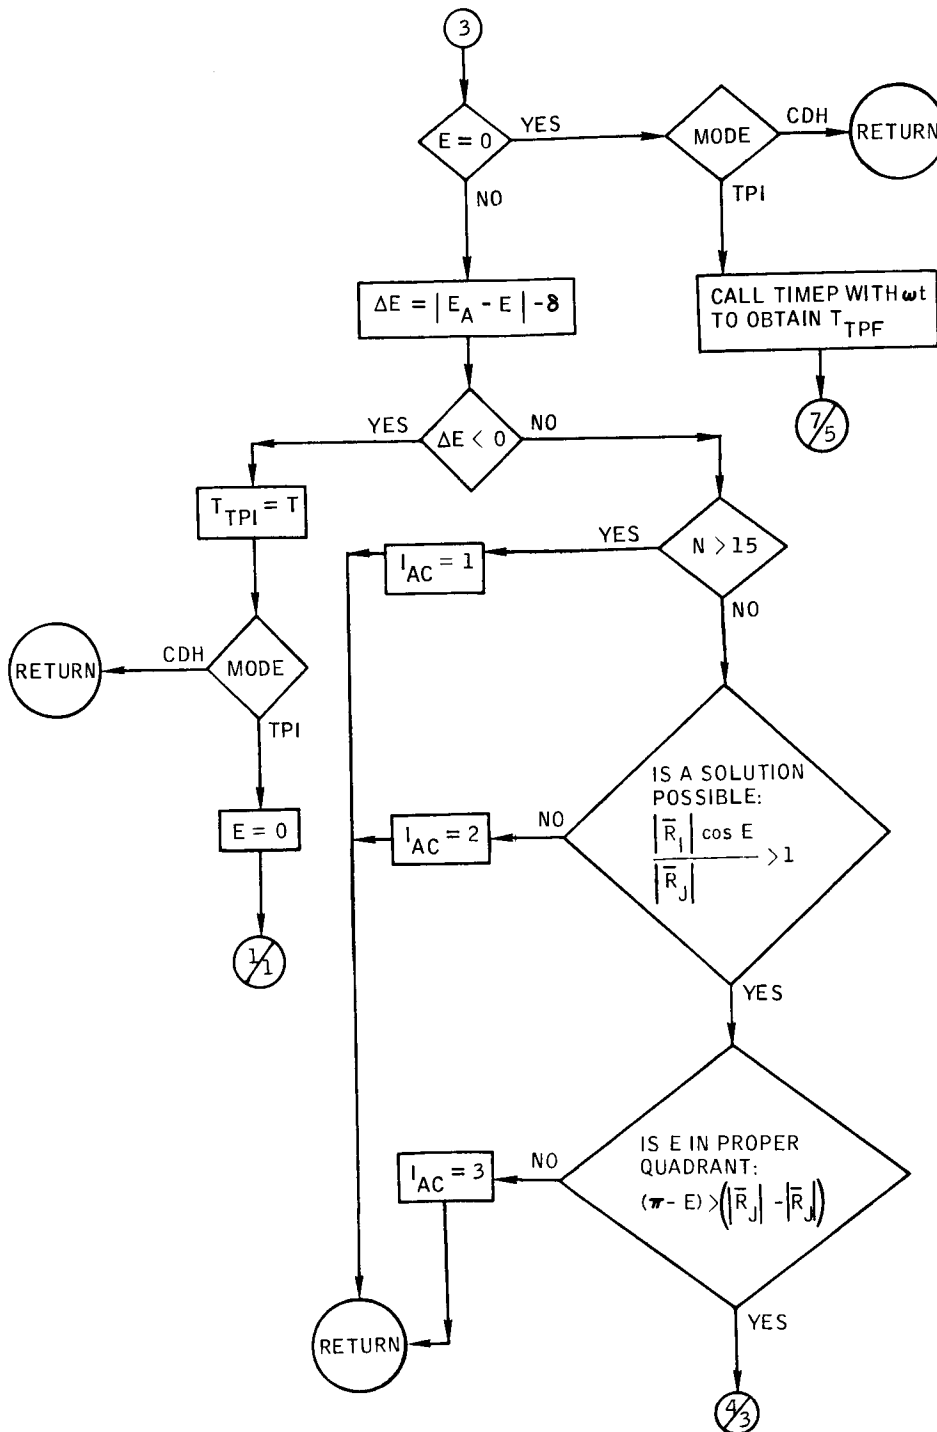 3
E = 0
YES
MODE
CDH
RETURN
NO
TPI
ΔE = | E_A - E | - δ
CALL TIMEP WITH ωt
TO OBTAIN T_TPF
7/5
YES
ΔE < 0
NO
T_TPI = T
N > 15
YES
I_AC = 1
NO
RETURN
CDH
MODE
TPI
IS A SOLUTION
POSSIBLE:
|R̅_I| cos E
/ |R̅_J| > 1
NO
I_AC = 2
E = 0
1/1
YES
IS E IN PROPER
QUADRANT:
(π - E) > (|R̅_J| - |R̅_J|)
NO
I_AC = 3
YES
RETURN
4/3